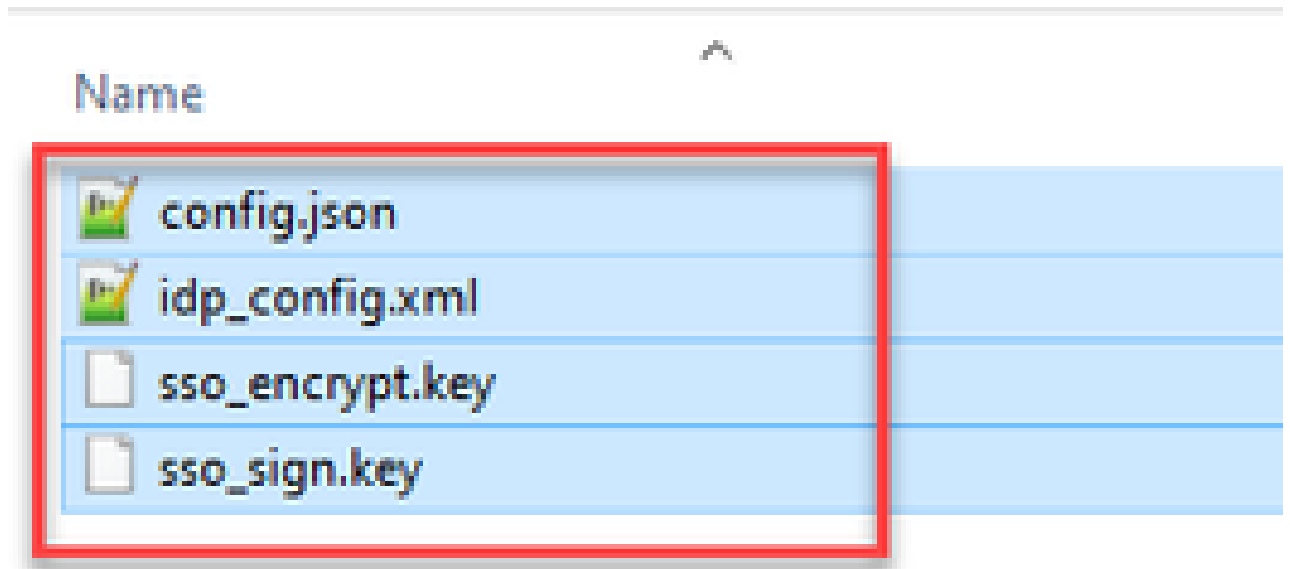 Name
config.json
idp_config.xml
sso_encrypt.key
sso_sign.key